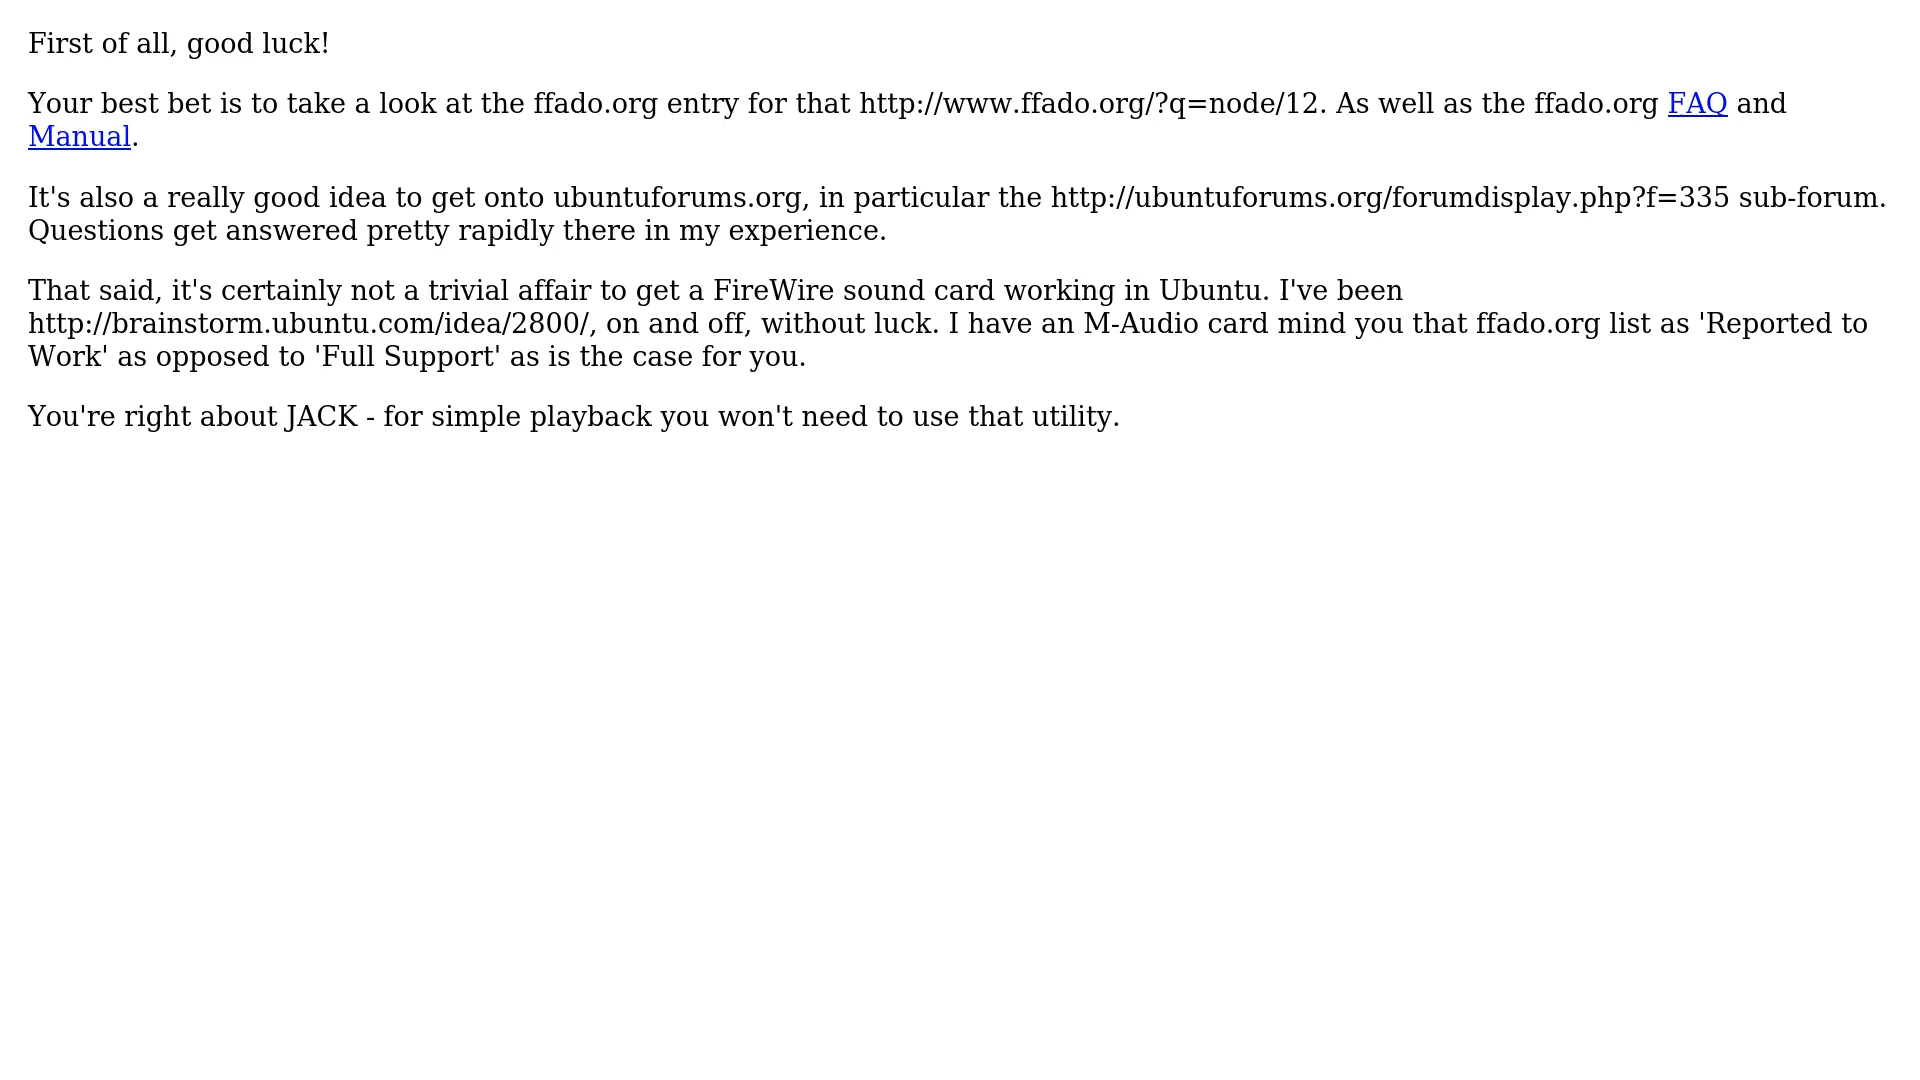 First of all, good luck!
Your best bet is to take a look at the ffado.org entry for that http://www.ffado.org/?q=node/12. As well as the ffado.org FAQ and
Manual.
It's also a really good idea to get onto ubuntuforums.org, in particular the http://ubuntuforums.org/forumdisplay.php?f=335 sub-forum.
Questions get answered pretty rapidly there in my experience.
That said, it's certainly not a trivial affair to get a FireWire sound card working in Ubuntu. I've been
http://brainstorm.ubuntu.com/idea/2800/, on and off, without luck. I have an M-Audio card mind you that ffado.org list as 'Reported to
Work' as opposed to 'Full Support' as is the case for you.
You're right about JACK - for simple playback you won't need to use that utility.